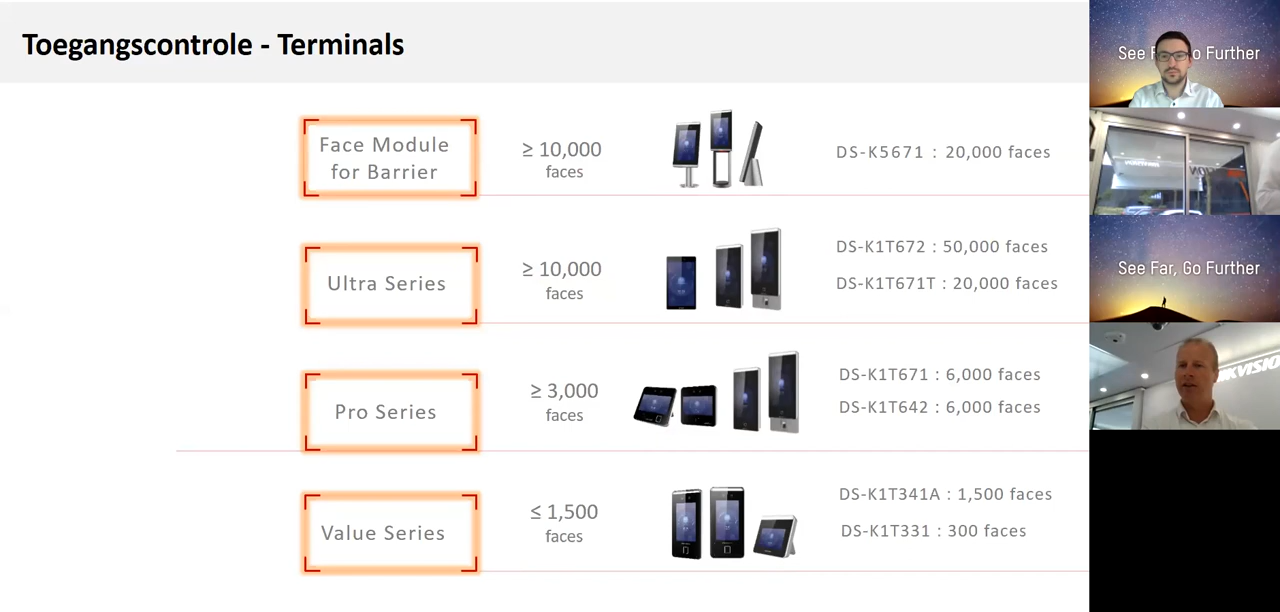 Toegangscontrole - Terminals
Face Module
for Barrier
≥ 10,000
faces
DS-K5671 : 20,000 faces
Ultra Series
≥ 10,000
faces
DS-K1T672 : 50,000 faces
DS-K1T671T : 20,000 faces
Pro Series
≥ 3,000
faces
DS-K1T671 : 6,000 faces
DS-K1T642 : 6,000 faces
Value Series
≤ 1,500
faces
DS-K1T341A : 1,500 faces
DS-K1T331 : 300 faces
See F o Further
See Far, Go Further
IKVISIO